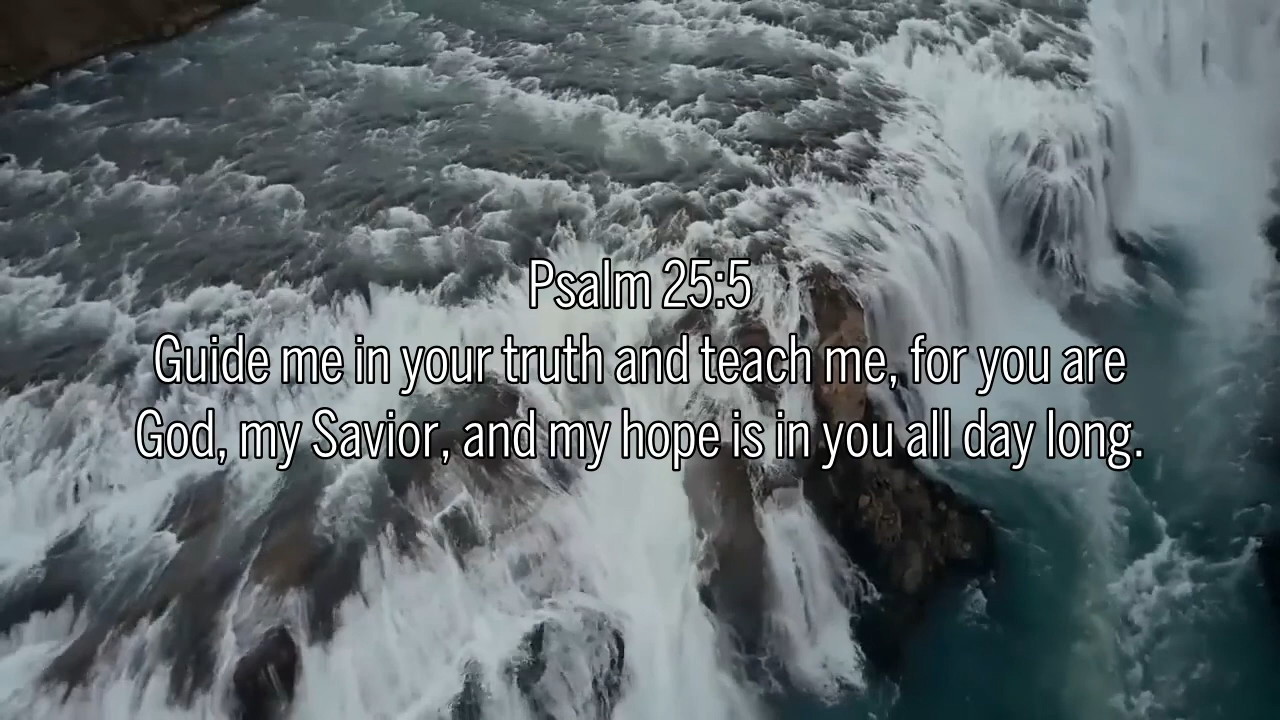 Psalm 25:5
Guide me in your truth and teach me, for you are
God, my Savior, and my hope is in you all day long.